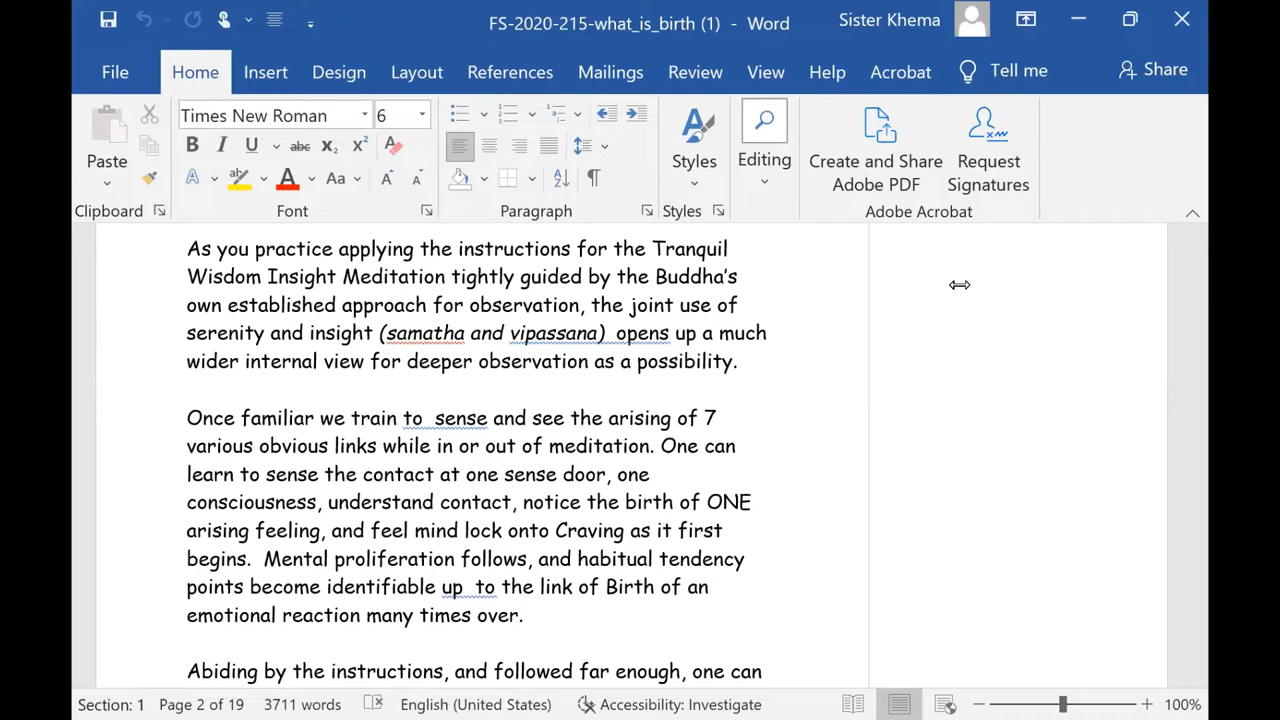 FS-2020-215-what_is_birth (1) - Word
Sister Khema
File Home Insert Design Layout References Mailings Review View Help Acrobat Tell me Share
Times New Roman 6
Paste
Styles
Editing
Create and Share
Adobe PDF
Request
Signatures
Clipboard Font Paragraph Styles Adobe Acrobat
As you practice applying the instructions for the Tranquil
Wisdom Insight Meditation tightly guided by the Buddha's
own established approach for observation, the joint use of
serenity and insight (samatha and vipassana) opens up a much
wider internal view for deeper observation as a possibility.
Once familiar we train to sense and see the arising of 7
various obvious links while in or out of meditation. One can
learn to sense the contact at one sense door, one
consciousness, understand contact, notice the birth of ONE
arising feeling, and feel mind lock onto Craving as it first
begins. Mental proliferation follows, and habitual tendency
points become identifiable up to the link of Birth of an
emotional reaction many times over.
Abiding by the instructions, and followed far enough, one can
Section: 1 Page 2 of 19 3711 words English (United States) Accessibility: Investigate 100%